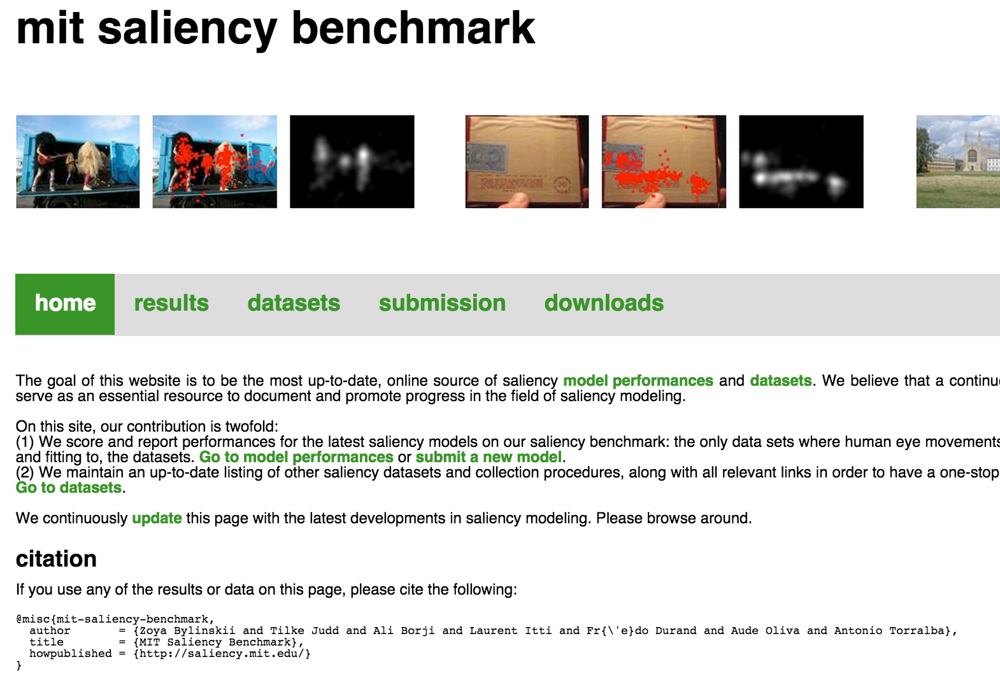 mit saliency benchmark
home results datasets submission downloads
The goal of this website is to be the most up-to-date, online source of saliency model performances and datasets. We believe that a
serve as an essential resource to document and promote progress in the field of saliency modeling.
On this site, our contribution is twofold:
(1) We score and report performances for the latest saliency models on our saliency benchmark: the only data sets where human eye movements
and fitting to, the datasets. Go to model performances or submit a new model.
(2) We maintain an up-to-date listing of other saliency datasets and collection procedures, along with all relevant links in order to have a one-stop
Go to datasets.
We continuously update this page with the latest developments in saliency modeling. Please browse around.
citation
If you use any of the results or data on this page, please cite the following:
@misc{mit-saliency-benchmark,
author = {Zoya Bylinskii and Tilke Judd and Ali Borji and Laurent Itti and Fr{\'e}do Durand and Aude Oliva and Antonio Torralba},
title = {MIT Saliency Benchmark},
howpublished = {http://saliency.mit.edu/}
}